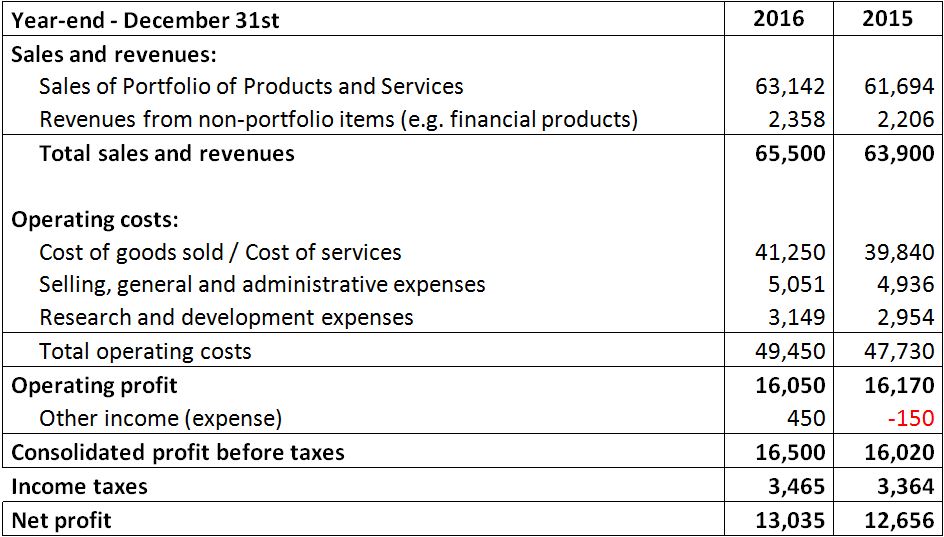 Year-end - December 31st 2016 2015
Sales and revenues:
Sales of Portfolio of Products and Services 63,142 61,694
Revenues from non-portfolio items (e.g. financial products) 2,358 2,206
Total sales and revenues 65,500 63,900
Operating costs:
Cost of goods sold / Cost of services 41,250 39,840
Selling, general and administrative expenses 5,051 4,936
Research and development expenses 3,149 2,954
Total operating costs 49,450 47,730
Operating profit 16,050 16,170
Other income (expense) 450 -150
Consolidated profit before taxes 16,500 16,020
Income taxes 3,465 3,364
Net profit 13,035 12,656